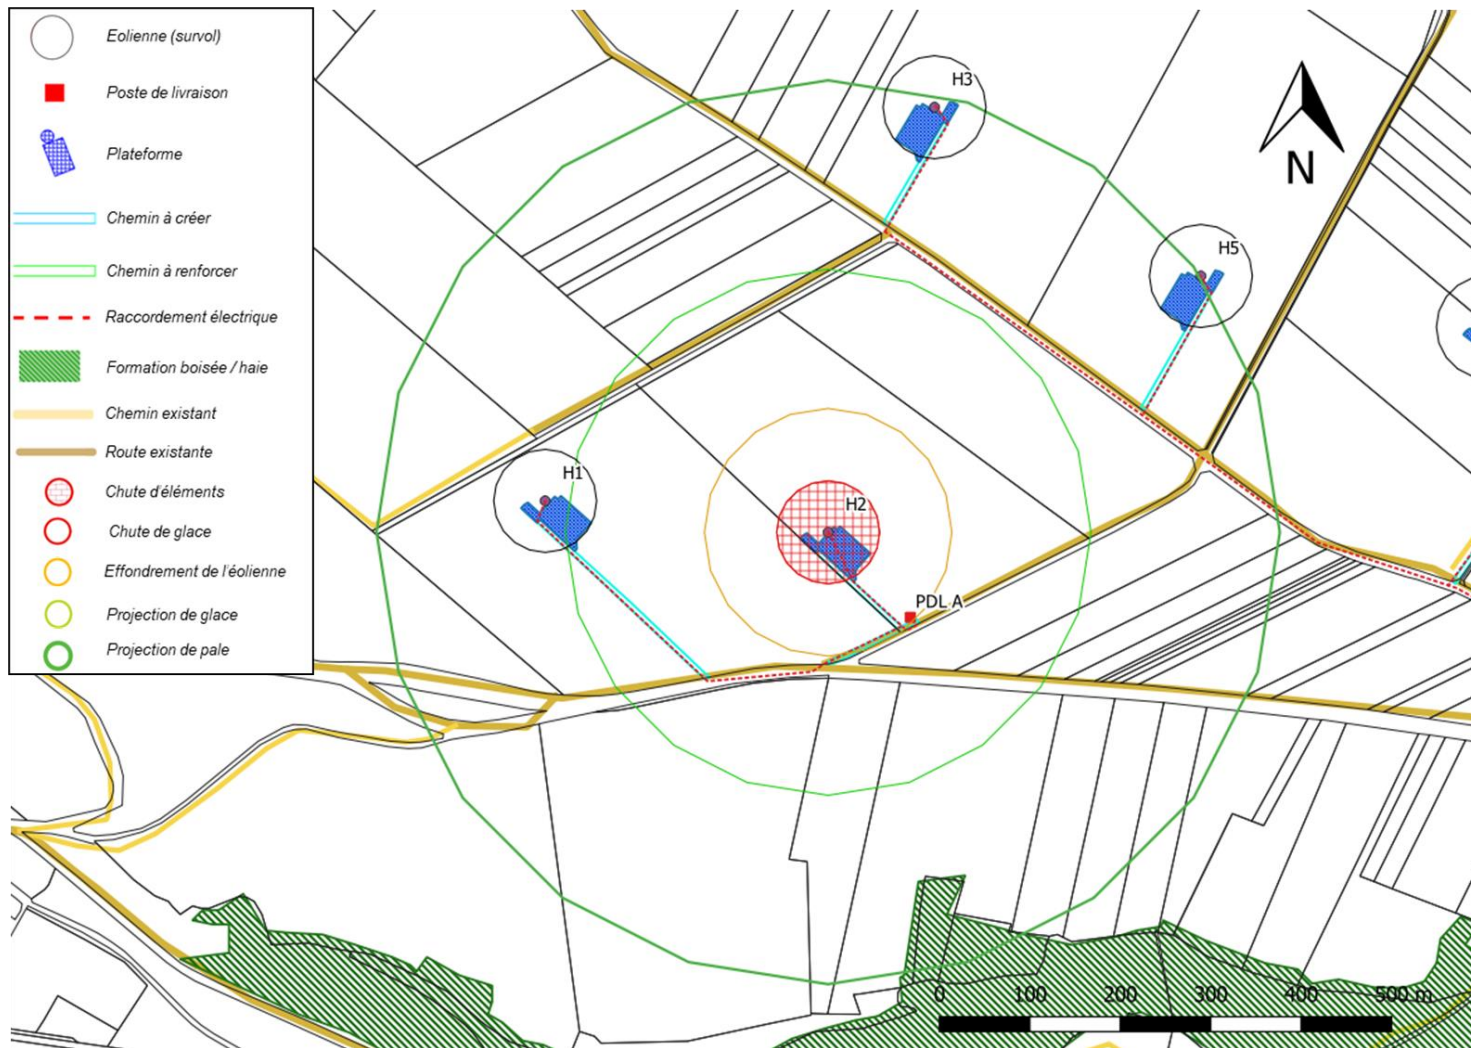 Eolienne (survol)
Poste de livraison
Plateforme
Chemin à créer
Chemin à renforcer
Raccordement électrique
Formation boisée / haie
Chemin existant
Route existante
Chute d'éléments
Chute de glace
Effondrement de l'éolienne
Projection de glace
Projection de pale
H3
N
H5
H1
H2
PDL A
0 100 200 300 400 500 m